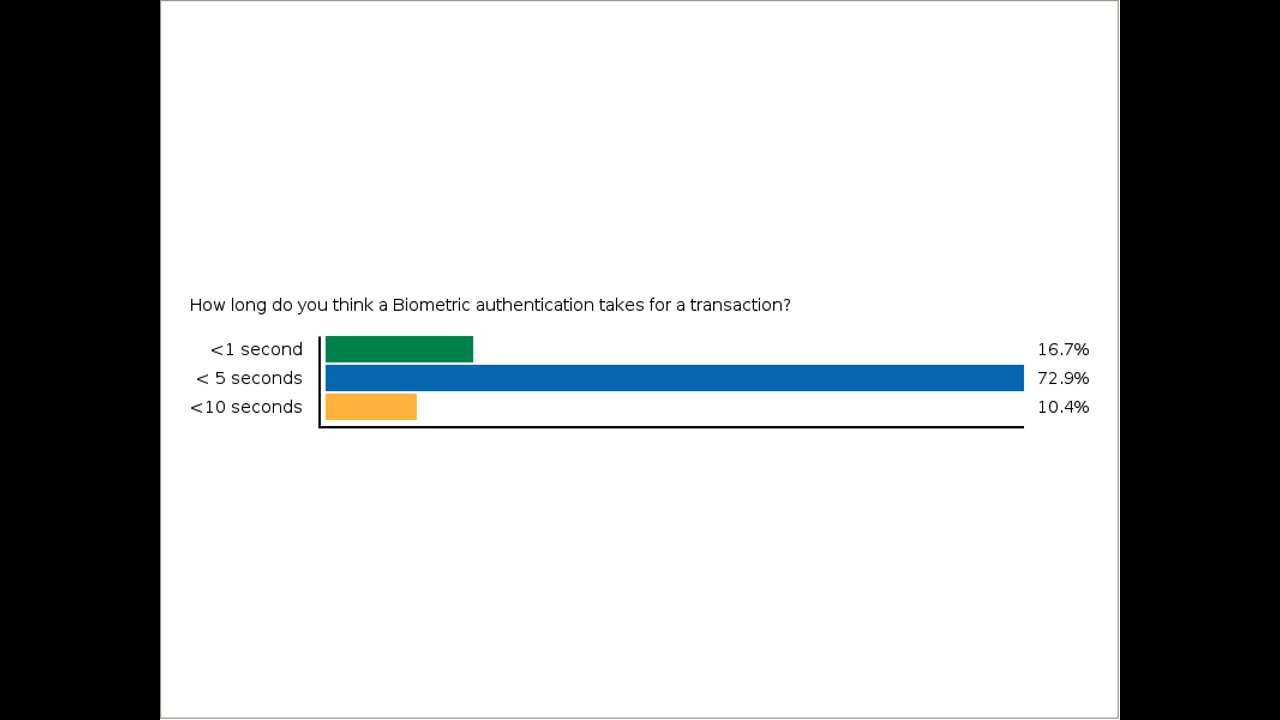 How long do you think a Biometric authentication takes for a transaction?
<1 second 16.7%
< 5 seconds 72.9%
<10 seconds 10.4%